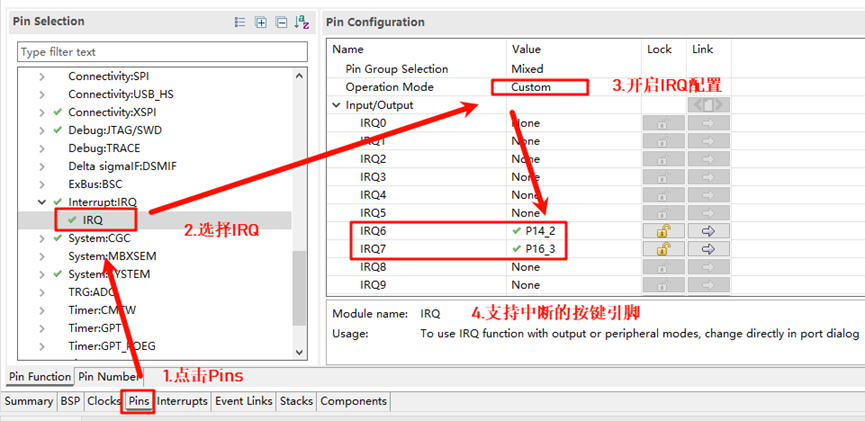 Pin Selection
Type filter text
Connectivity:SPI
Connectivity:USB_HS
Connectivity:XSPI
Debug:JTAG/SWD
Debug:TRACE
Delta sigmaIF:DSMIF
ExBus:BSC
Interrupt:IRQ
IRQ
2.选择IRQ
System:CGC
System:MBXSEM
System:SYSTEM
TRG:ADC
Timer:CMTW
Timer:GPT
Timer:GPT_POEG
Pin Function Pin Number
1.点击Pins
Summary BSP Clocks Pins Interrupts Event Links Stacks Components
Pin Configuration
Name Value Lock Link
Pin Group Selection Mixed
Operation Mode Custom
3.开启IRQ配置
Input/Output
IRQ0 None
IRQ1 None
IRQ2 None
IRQ3 None
IRQ4 None
IRQ5 None
IRQ6 P14_2
IRQ7 P16_3
IRQ8 None
IRQ9 None
Module name: IRQ
4.支持中断的按键引脚
Usage: To use IRQ function with output or peripheral modes, change directly in port dialog